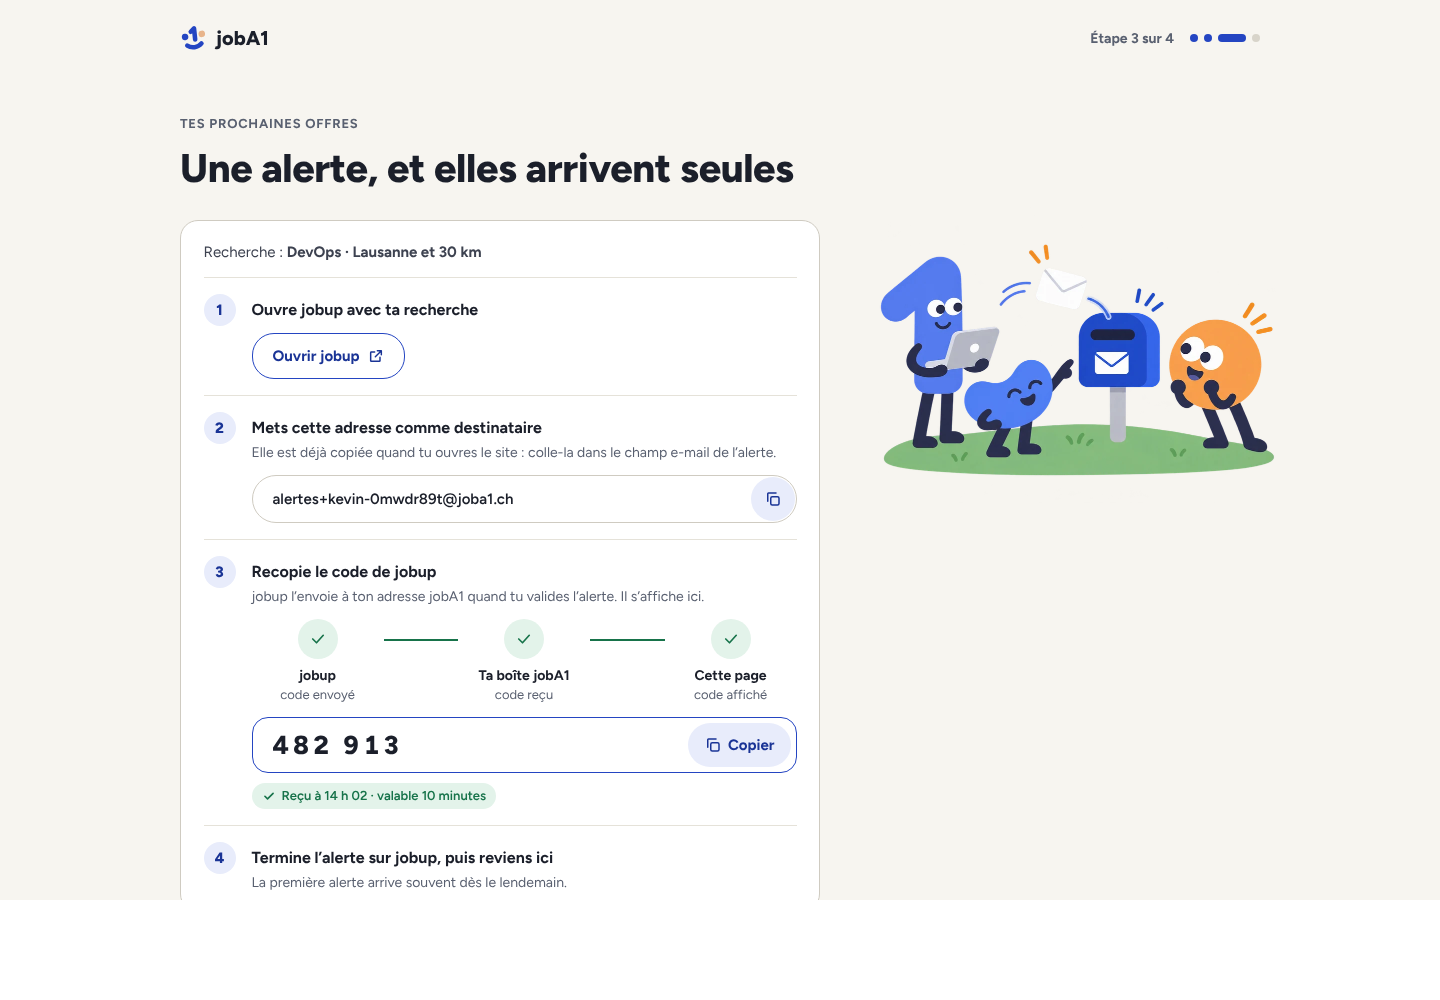 jobA1
Étape 3 sur 4
TES PROCHAINES OFFRES
Une alerte, et elles arrivent seules
Recherche : DevOps · Lausanne et 30 km
1
Ouvre jobup avec ta recherche
Ouvrir jobup
2
Mets cette adresse comme destinataire
Elle est déjà copiée quand tu ouvres le site : colle-la dans le champ e-mail de l’alerte.
alertes+kevin-0mwdr89t@joba1.ch
3
Recopie le code de jobup
jobup l’envoie à ton adresse jobA1 quand tu valides l’alerte. Il s’affiche ici.
jobup
code envoyé
Ta boîte jobA1
code reçu
Cette page
code affiché
482 913
Copier
Reçu à 14 h 02 · valable 10 minutes
4
Termine l’alerte sur jobup, puis reviens ici
La première alerte arrive souvent dès le lendemain.